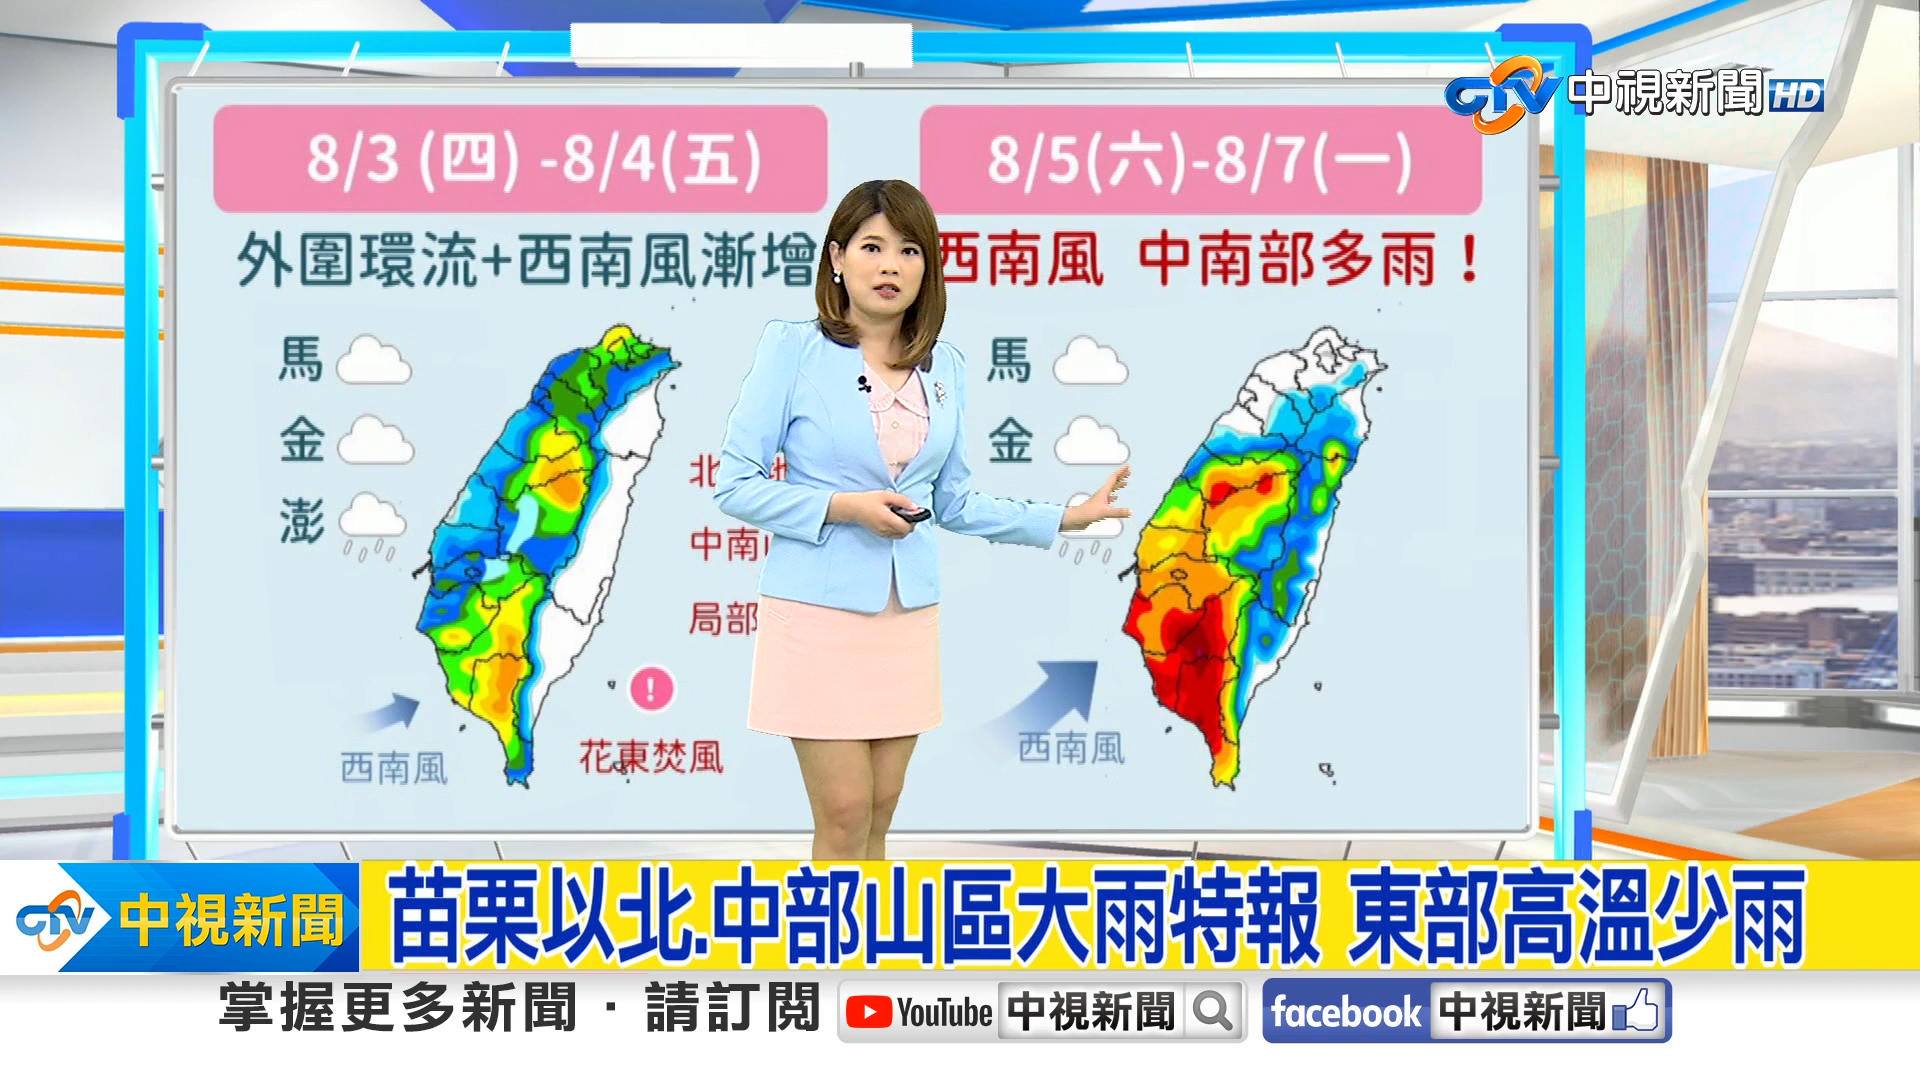 CTV 中視新聞 HD
8/3 (四) -8/4(五)
外圍環流+西南風漸增
馬
金
澎
北
中南
局部
西南風
!
花東焚風
8/5(六)-8/7(一)
西南風 中南部多雨！
馬
金
西南風
CTV 中視新聞
苗栗以北.中部山區大雨特報 東部高溫少雨
掌握更多新聞・請訂閱
YouTube 中視新聞
facebook 中視新聞